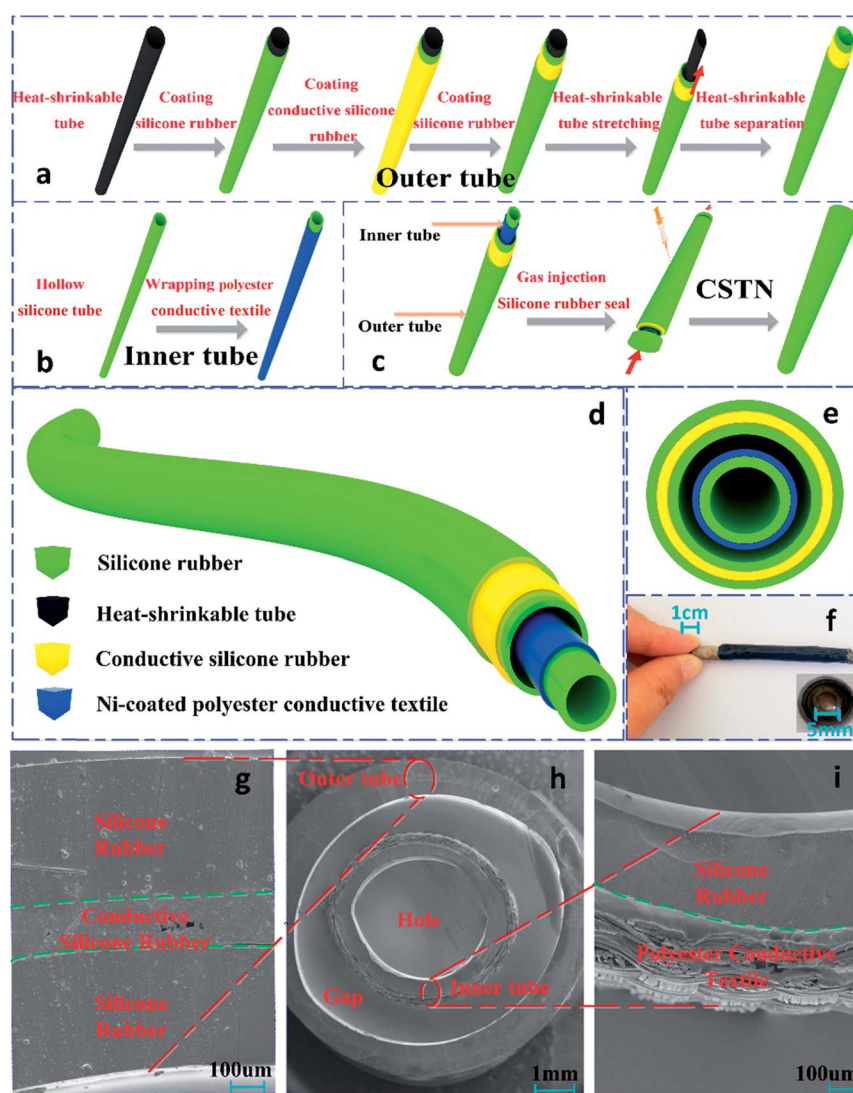 Heat-shrinkable
tube
Coating
silicone rubber
Coating
conductive silicone
rubber
Coating
silicone rubber
Heat-shrinkable
tube stretching
Heat-shrinkable
tube separation
a
Outer tube
Hollow
silicone tube
Wrapping polyester
conductive textile
b
Inner tube
Inner tube
Outer tube
Gas injection
Silicone rubber seal
CSTN
c
d
Silicone rubber
Heat-shrinkable tube
Conductive silicone rubber
Ni-coated polyester conductive textile
e
1cm
f
5mm
g
Silicone
Rubber
Conductive
Silicone Rubber
Silicone
Rubber
100um
Outer tube
h
Hole
Gap
Inner tube
1mm
i
Silicone
Rubber
Polyester Conductive
Textile
100um